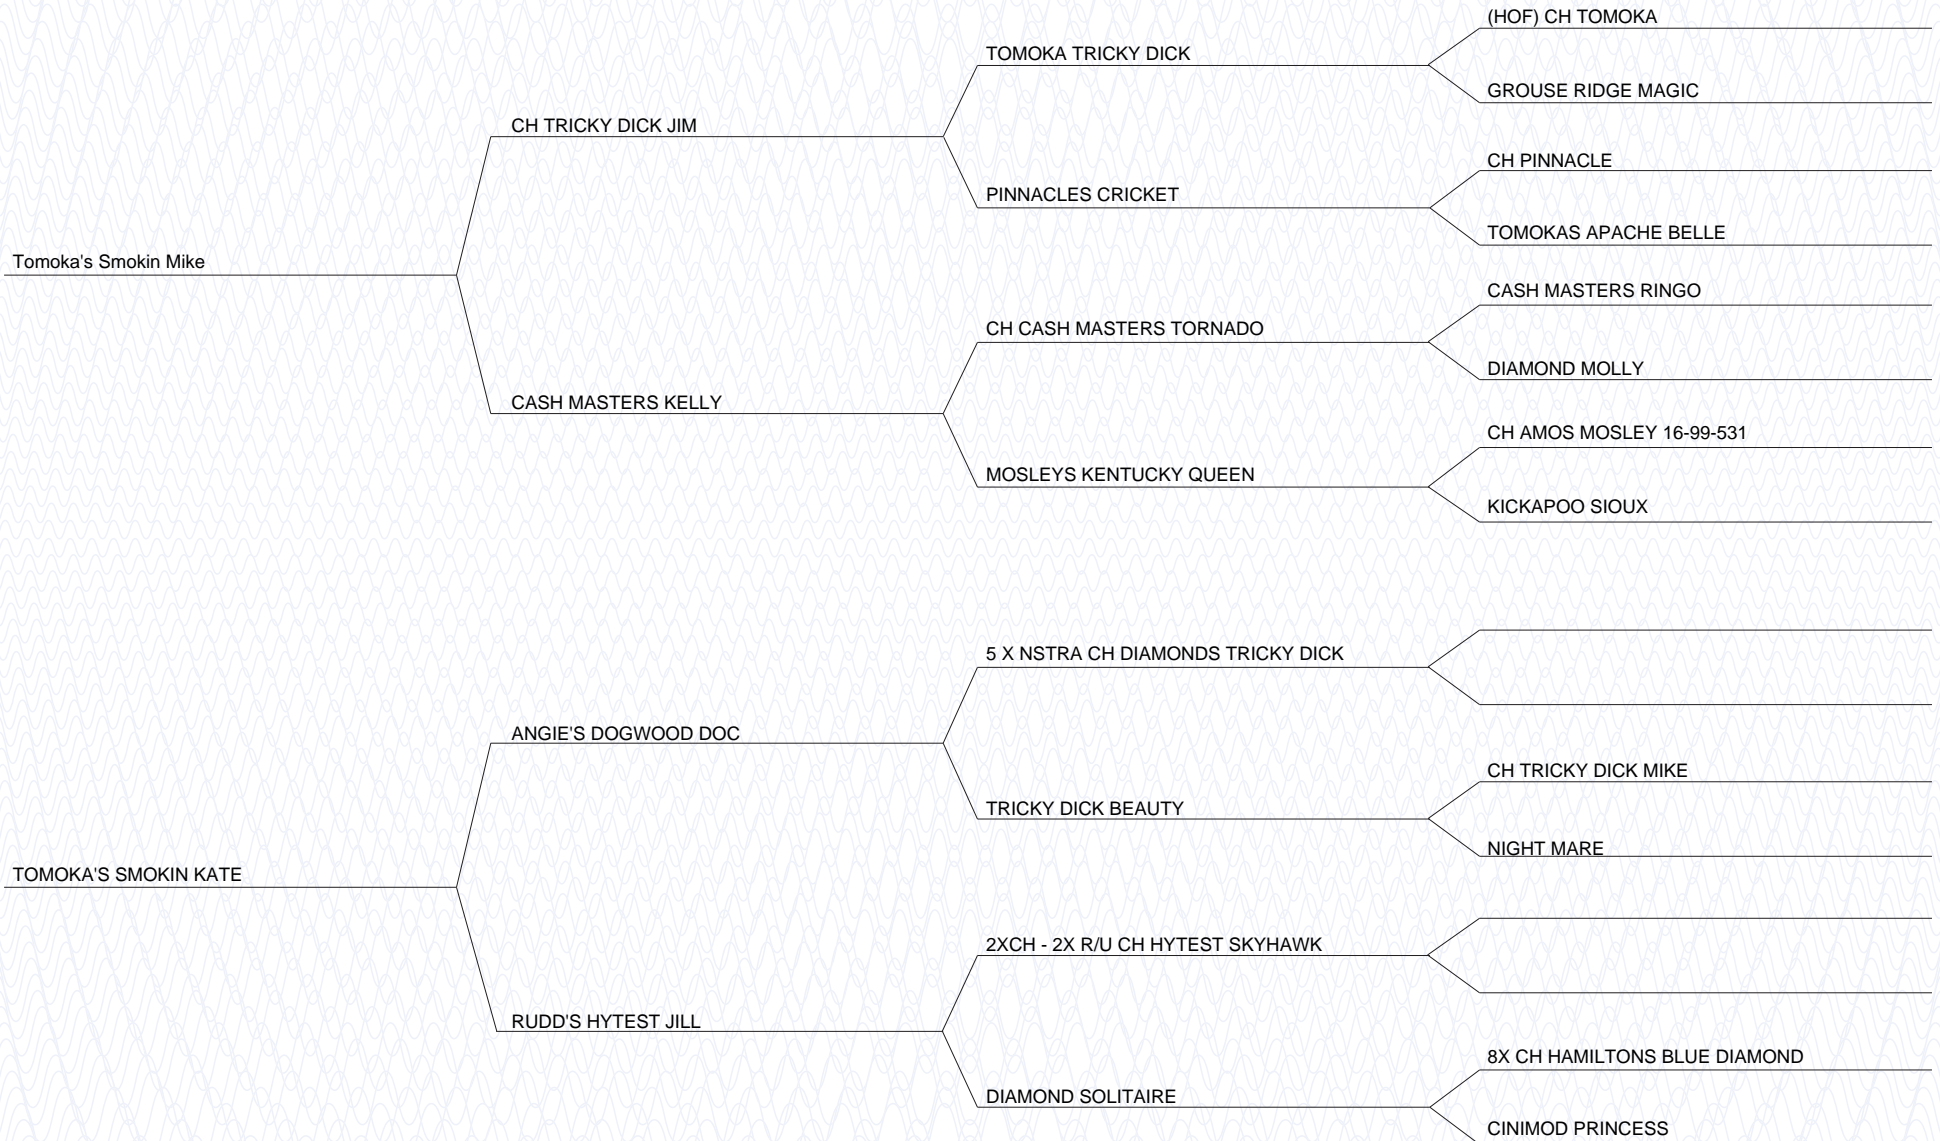 (HOF) CH TOMOKA
TOMOKA TRICKY DICK
GROUSE RIDGE MAGIC
CH TRICKY DICK JIM
CH PINNACLE
PINNACLES CRICKET
TOMOKAS APACHE BELLE
Tomoka's Smokin Mike
CASH MASTERS RINGO
CH CASH MASTERS TORNADO
DIAMOND MOLLY
CASH MASTERS KELLY
CH AMOS MOSLEY 16-99-531
MOSLEYS KENTUCKY QUEEN
KICKAPOO SIOUX
5 X NSTRA CH DIAMONDS TRICKY DICK
ANGIE'S DOGWOOD DOC
CH TRICKY DICK MIKE
TRICKY DICK BEAUTY
NIGHT MARE
TOMOKA'S SMOKIN KATE
2XCH - 2X R/U CH HYTEST SKYHAWK
RUDD'S HYTEST JILL
8X CH HAMILTONS BLUE DIAMOND
DIAMOND SOLITAIRE
CINIMOD PRINCESS